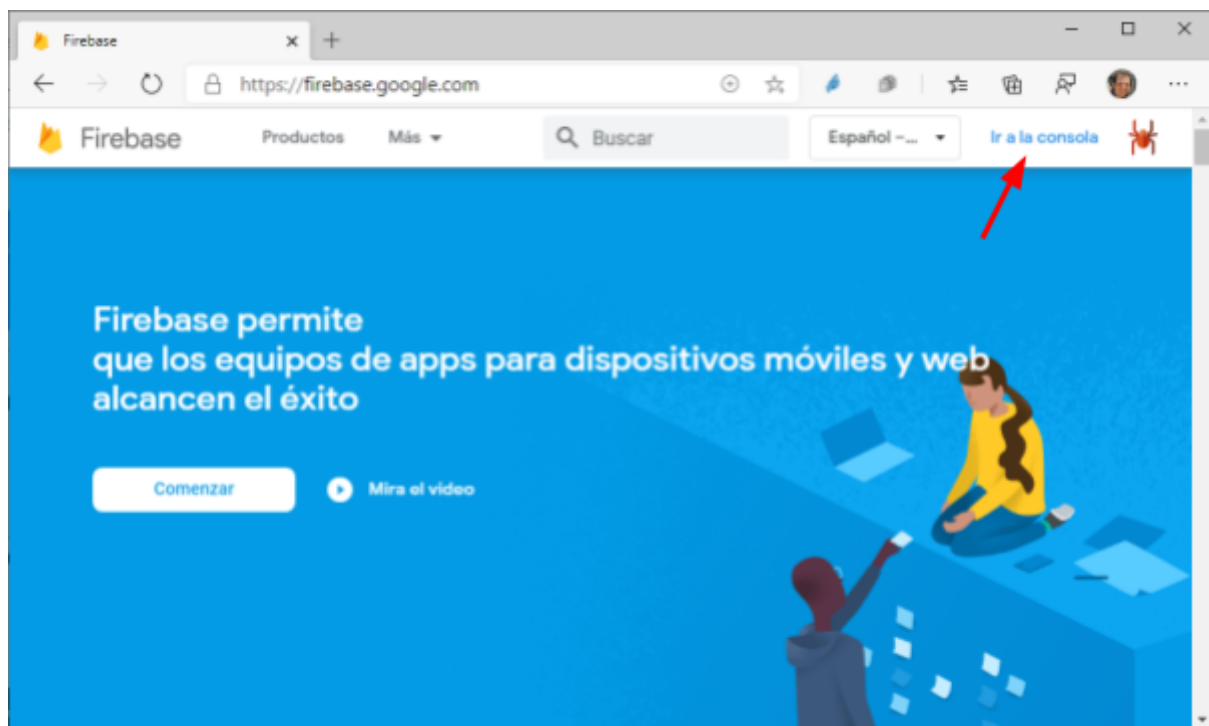 Firebase
https://firebase.google.com
Firebase
Productos
Más
Buscar
Español –...
Ir a la consola
Firebase permite
que los equipos de apps para dispositivos móviles y web
alcancen el éxito
Comenzar
Mira el video